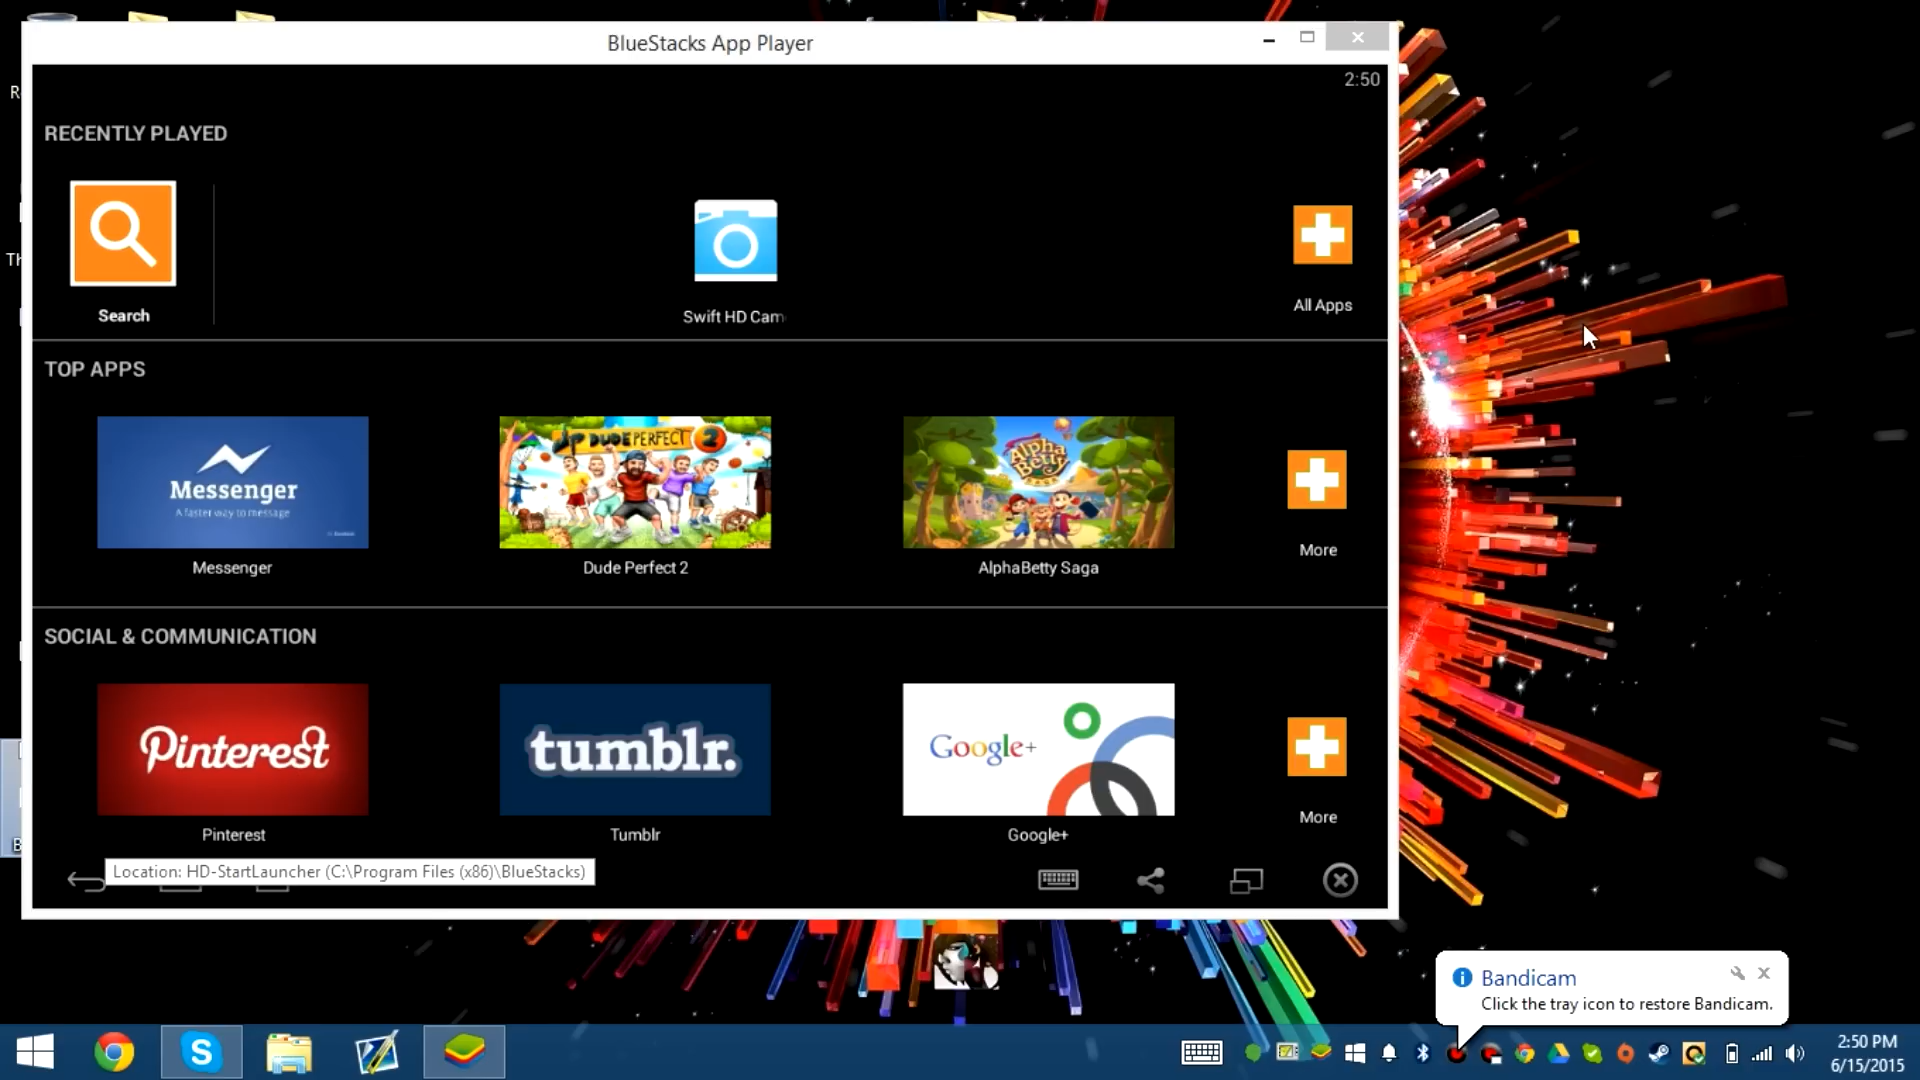 BlueStacks App Player
2:50
RECENTLY PLAYED
Search
Swift HD Cam
All Apps
TOP APPS
Messenger
A faster way to message
DUDE PERFECT 2
Alpha
Betty
Messenger
Dude Perfect 2
AlphaBetty Saga
More
SOCIAL & COMMUNICATION
Pinterest
tumblr.
Google+
Pinterest
Tumblr
Google+
More
Location: HD-StartLauncher (C:\Program Files (x86)\BlueStacks)
Bandicam
Click the tray icon to restore Bandicam.
2:50 PM
6/15/2015